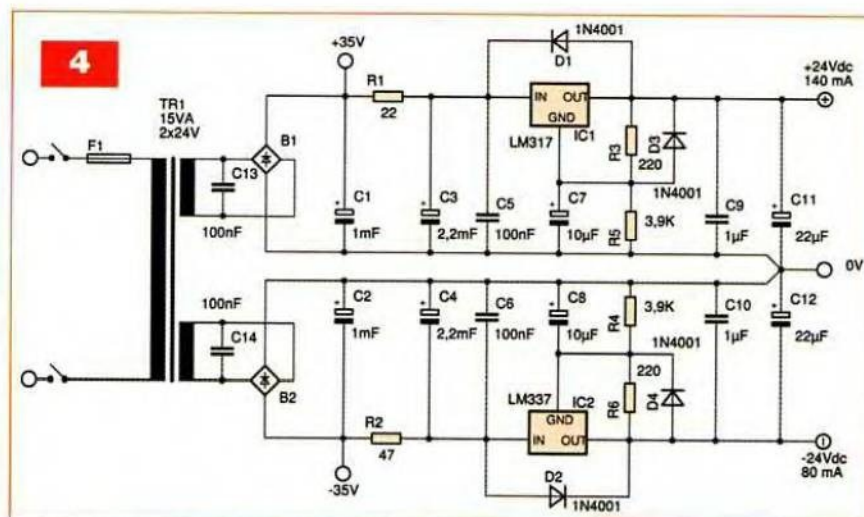 4
1N4001
D1
+35V
+24Vdc
140 mA
TR1
15VA
2x24V
R1
22
IN OUT
GND
IC1
LM317
F1
B1
C13
100nF
C1
1mF
C3
2,2mF
C5
100nF
C7
10µF
R3
220
D3
1N4001
R5
3,9K
C9
1µF
C11
22µF
0V
100nF
C14
B2
C2
1mF
C4
2,2mF
C6
100nF
C8
10µF
R4
3,9K
1N4001
C10
1µF
C12
22µF
220
R6
D4
LM337
IC2
GND
IN OUT
R2
47
-35V
D2
1N4001
-24Vdc
80 mA